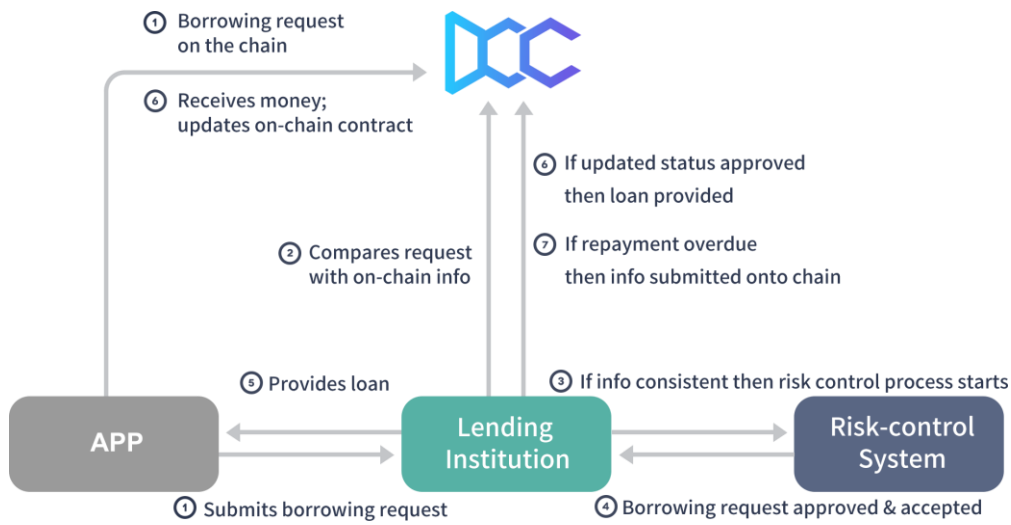 ① Borrowing request
on the chain
DCC
⑥ Receives money;
updates on-chain contract
⑥ If updated status approved
then loan provided
② Compares request
with on-chain info
⑦ If repayment overdue
then info submitted onto chain
⑤ Provides loan
③ If info consistent then risk control process starts
APP
Lending
Institution
Risk-control
System
① Submits borrowing request
④ Borrowing request approved & accepted